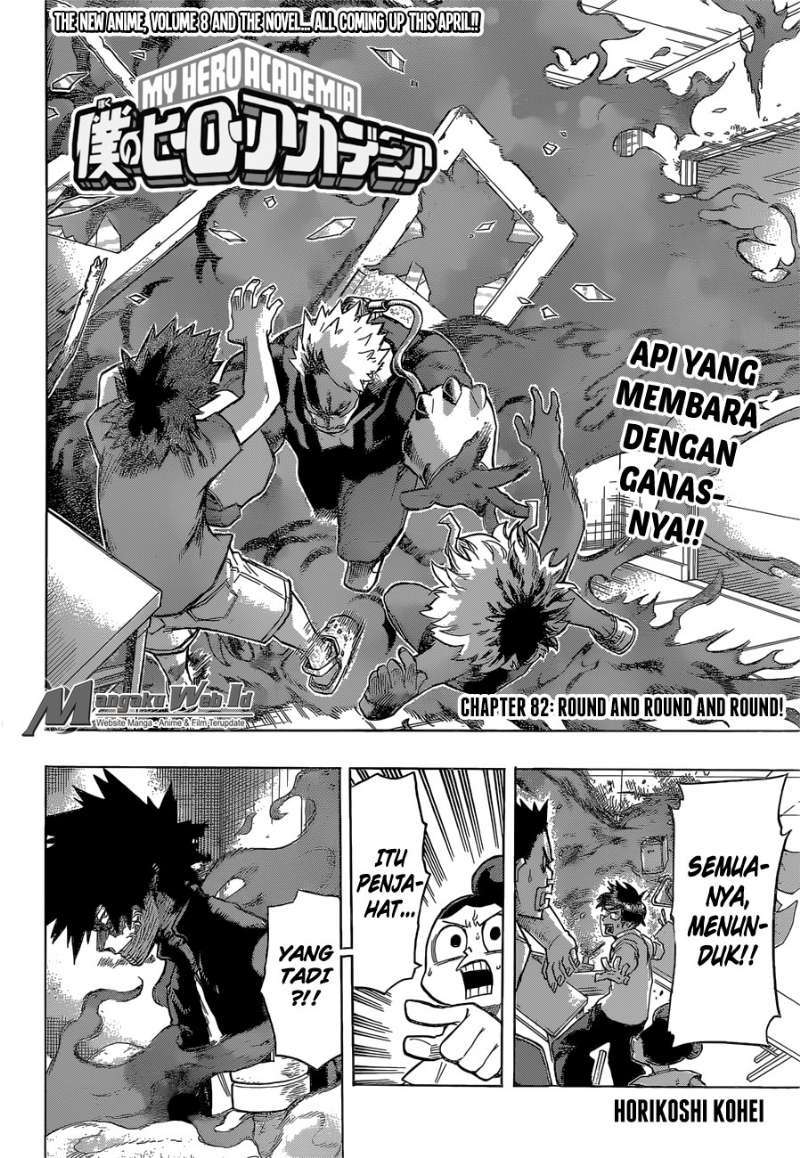 THE NEW ANIME, VOLUME 8 AND THE NOVEL... ALL COMING UP THIS APRIL!!
MY HERO ACADEMIA
僕のヒーローアカデミア
API YANG
MEMBARA
DENGAN
GANAS-
NYA!!
Mangaku.Web.Id
Website Manga - Anime & Film Terupdate
CHAPTER 82: ROUND AND ROUND AND ROUND!
SEMUA-
NYA,
MENUN-
DUK!!
ITU
PENJA-
HAT...
YANG
TADI
?!!
HORIKOSHI KOHEI